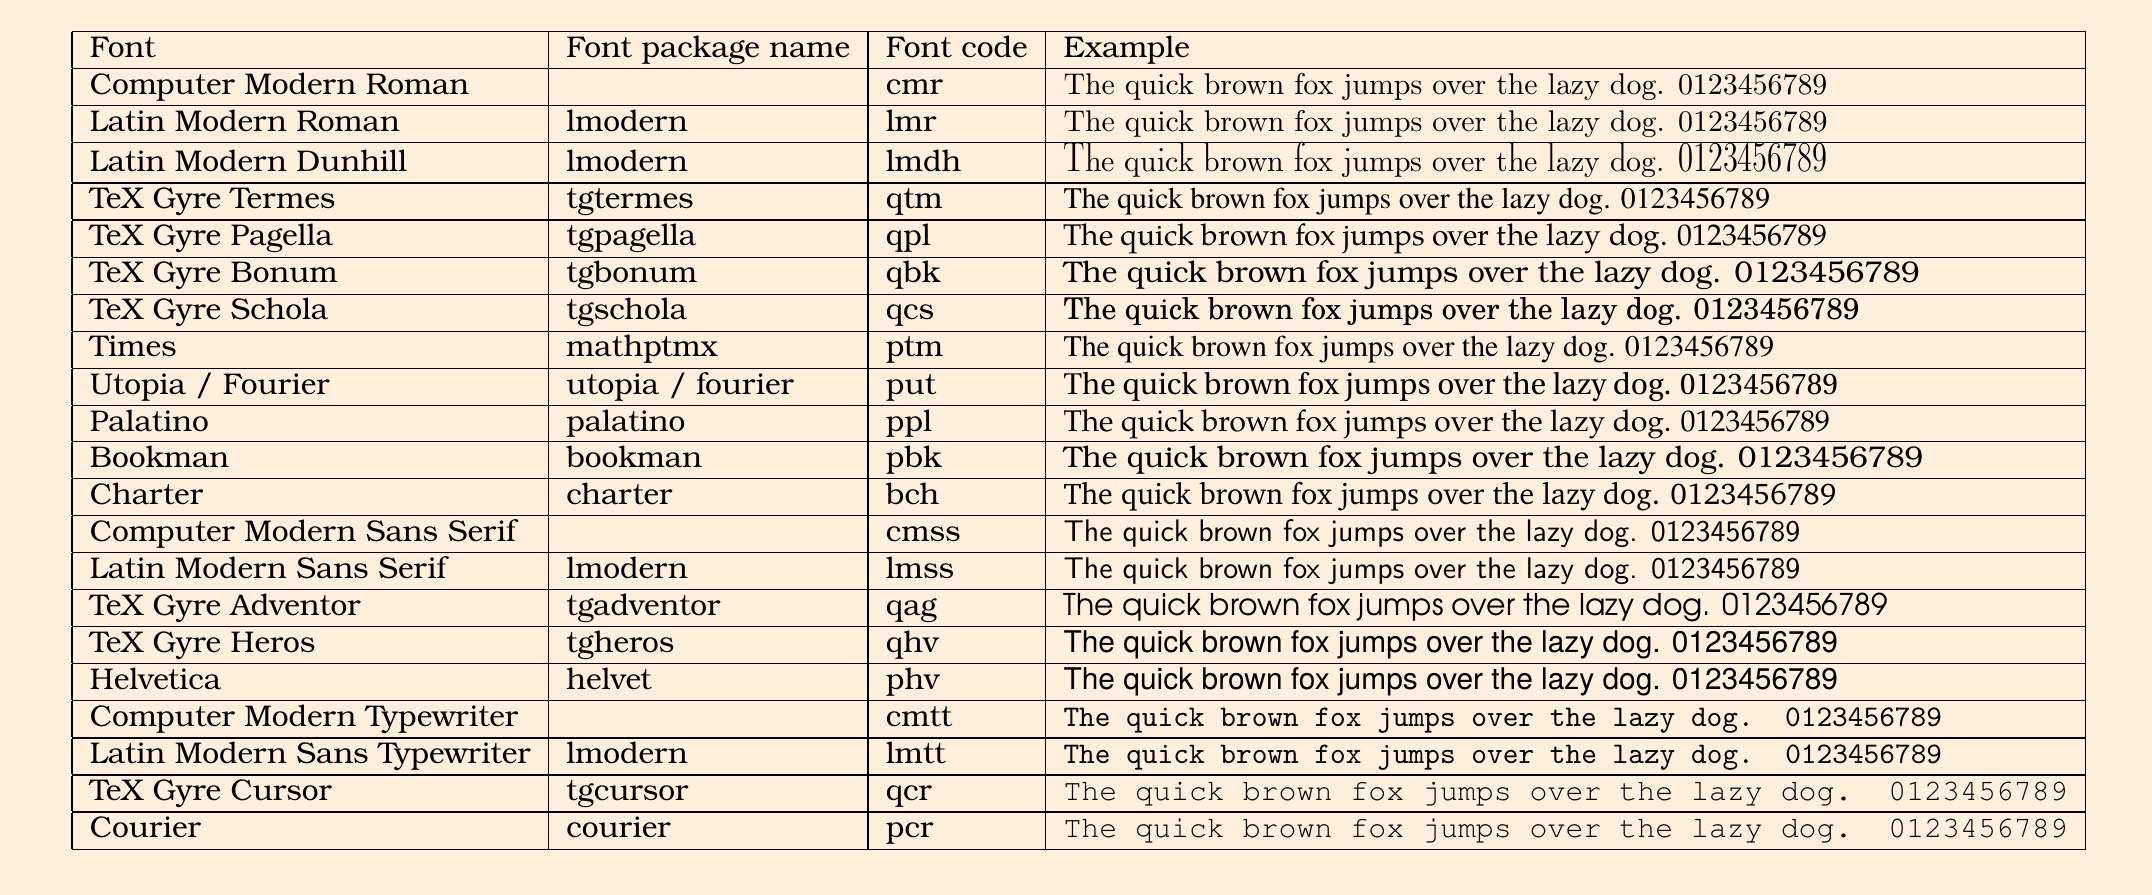 Font Font package name Font code Example
Computer Modern Roman cmr The quick brown fox jumps over the lazy dog. 0123456789
Latin Modern Roman lmodern lmr The quick brown fox jumps over the lazy dog. 0123456789
Latin Modern Dunhill lmodern lmdh The quick brown fox jumps over the lazy dog. 0123456789
TeX Gyre Termes tgtermes qtm The quick brown fox jumps over the lazy dog. 0123456789
TeX Gyre Pagella tgpagella qpl The quick brown fox jumps over the lazy dog. 0123456789
TeX Gyre Bonum tgbonum qbk The quick brown fox jumps over the lazy dog. 0123456789
TeX Gyre Schola tgschola qcs The quick brown fox jumps over the lazy dog. 0123456789
Times mathptmx ptm The quick brown fox jumps over the lazy dog. 0123456789
Utopia / Fourier utopia / fourier put The quick brown fox jumps over the lazy dog. 0123456789
Palatino palatino ppl The quick brown fox jumps over the lazy dog. 0123456789
Bookman bookman pbk The quick brown fox jumps over the lazy dog. 0123456789
Charter charter bch The quick brown fox jumps over the lazy dog. 0123456789
Computer Modern Sans Serif cmss The quick brown fox jumps over the lazy dog. 0123456789
Latin Modern Sans Serif lmodern lmss The quick brown fox jumps over the lazy dog. 0123456789
TeX Gyre Adventor tgadventor qag The quick brown fox jumps over the lazy dog. 0123456789
TeX Gyre Heros tgheros qhv The quick brown fox jumps over the lazy dog. 0123456789
Helvetica helvet phv The quick brown fox jumps over the lazy dog. 0123456789
Computer Modern Typewriter cmtt The quick brown fox jumps over the lazy dog. 0123456789
Latin Modern Sans Typewriter lmodern lmtt The quick brown fox jumps over the lazy dog. 0123456789
TeX Gyre Cursor tgcursor qcr The quick brown fox jumps over the lazy dog. 0123456789
Courier courier pcr The quick brown fox jumps over the lazy dog. 0123456789